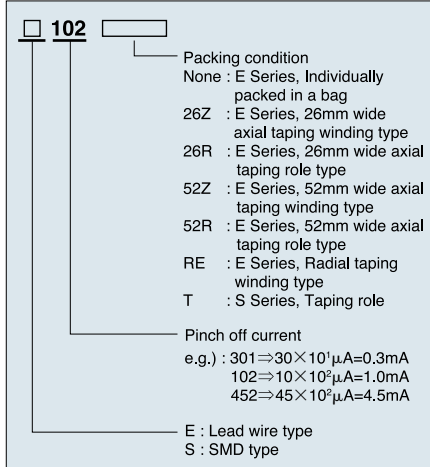 □ 102
Packing condition
None : E Series, Individually
packed in a bag
26Z : E Series, 26mm wide
axial taping winding type
26R : E Series, 26mm wide axial
taping role type
52Z : E Series, 52mm wide axial
taping winding type
52R : E Series, 52mm wide axial
taping role type
RE : E Series, Radial taping
winding type
T : S Series, Taping role
Pinch off current
e.g.) : 301⇒30×10¹μA=0.3mA
102⇒10×10²μA=1.0mA
452⇒45×10²μA=4.5mA
E : Lead wire type
S : SMD type